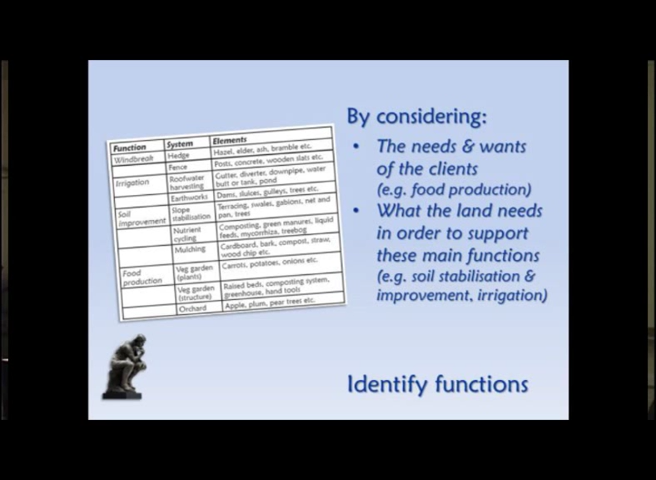 Function System Elements
Windbreak Hedge Hazel, elder, ash, bramble etc.
Fence Posts, concrete, wooden slats etc.
Irrigation Roofwater harvesting Gutter, diverter, downpipe, water butt or tank, pond
Earthworks Dams, sluices, gulleys, trees etc.
Soil improvement Slope stabilisation Terracing, swales, gabions, net and pan, trees
Nutrient cycling Composting, green manures, liquid feeds, mycorrhiza, treebog
Mulching Cardboard, bark, compost, straw, wood chip etc.
Food production Veg garden (plants) Carrots, potatoes, onions etc.
Veg garden (structure) Raised beds, composting system, greenhouse, hand tools
Orchard Apple, plum, pear trees etc.
By considering:
• The needs & wants
of the clients
(e.g. food production)
• What the land needs
in order to support
these main functions
(e.g. soil stabilisation &
improvement, irrigation)
Identify functions